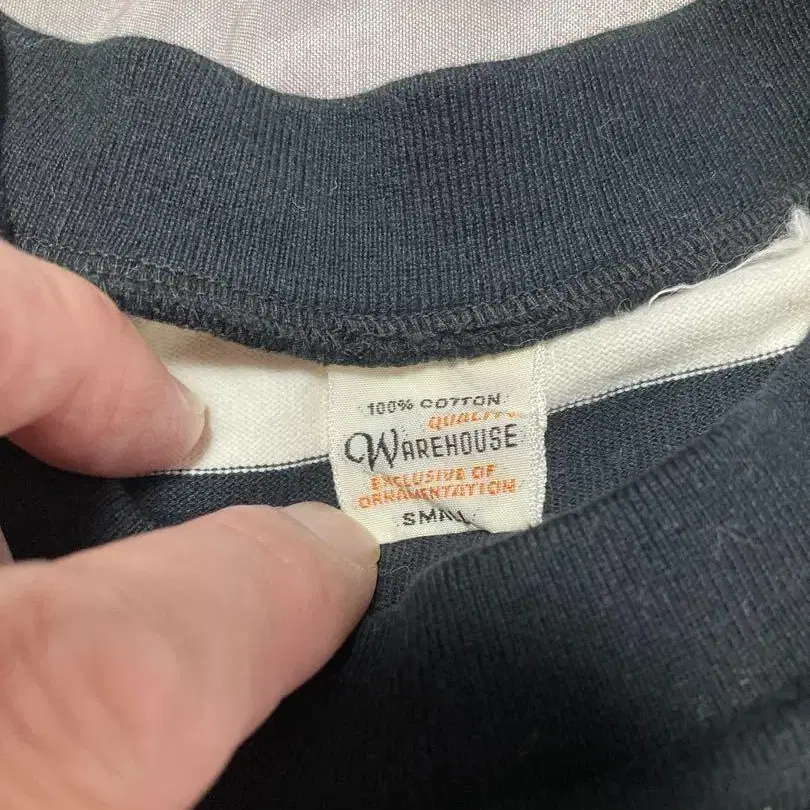 100% COTTON
QUALITY
WAREHOUSE
EXCLUSIVE OF
ORNAMENTATION
SMALL